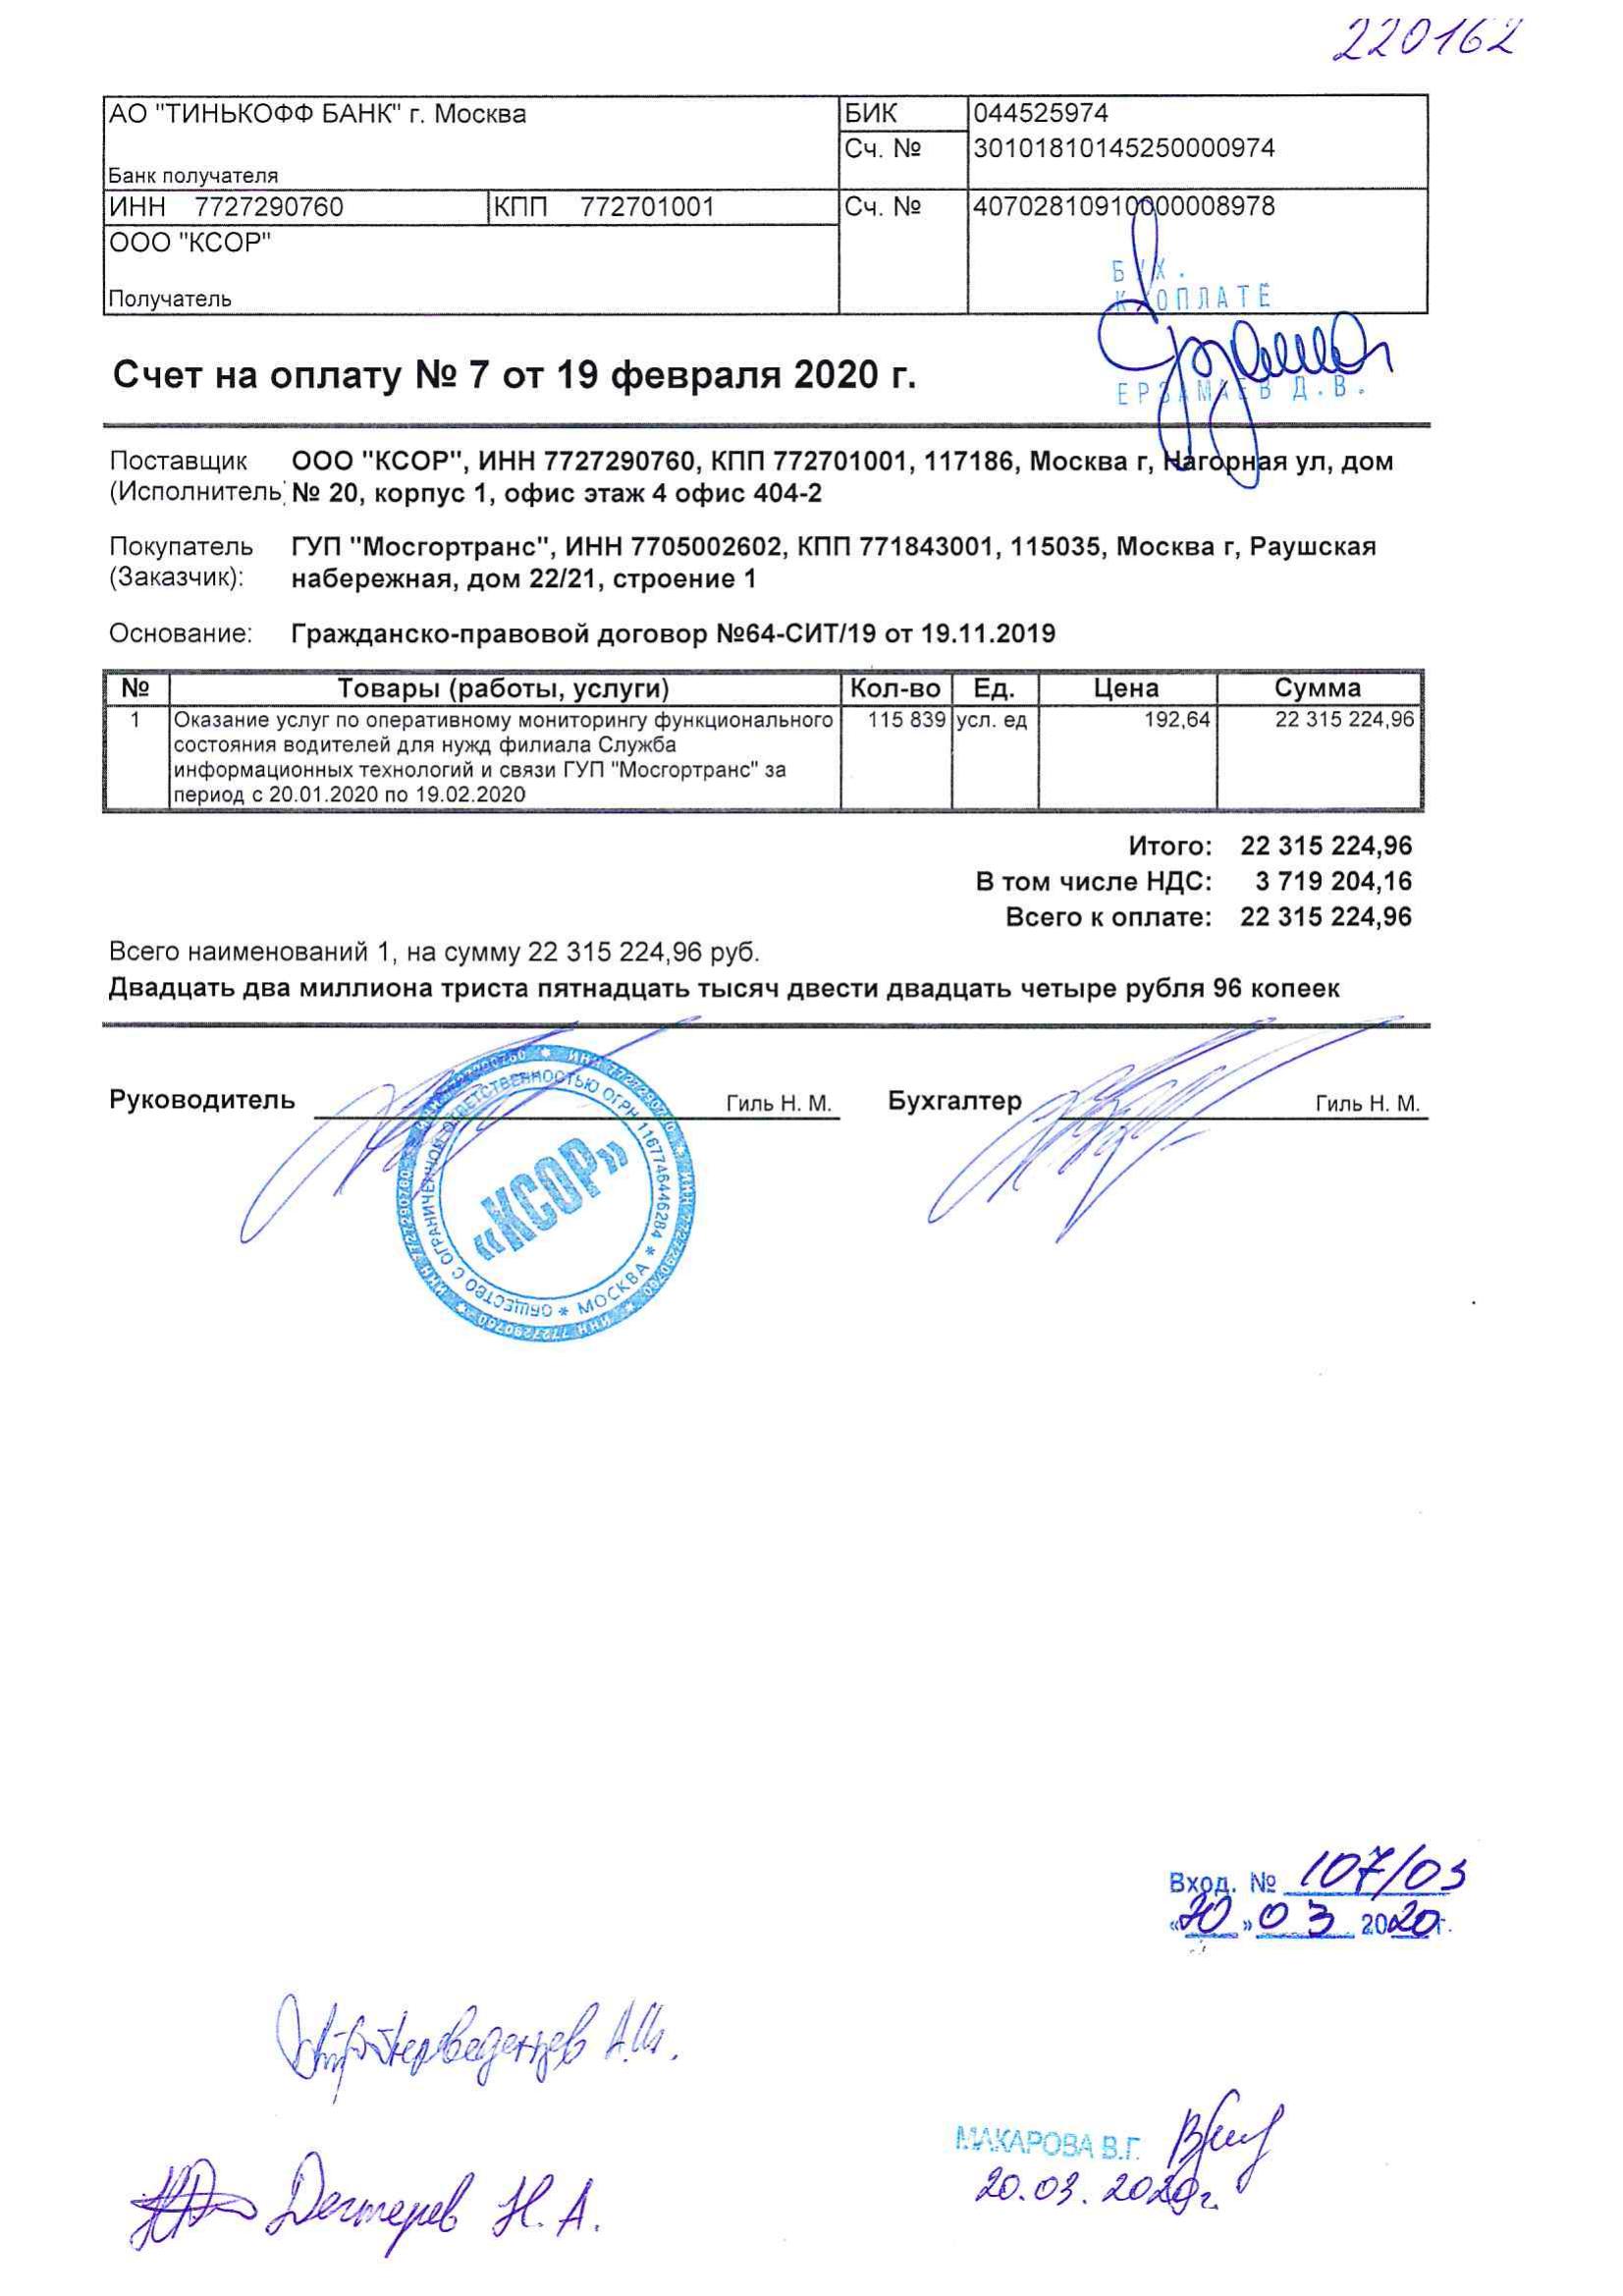 220162
АО "ТИНЬКОФФ БАНК" г. Москва
БИК 044525974
Сч. № 30101810145250000974
Банк получателя
ИНН 7727290760 КПП 772701001 Сч. № 40702810910000008978
ООО "КСОР"
Получатель
БУХ.
К ОПЛАТЕ
ЕРЗАМАЕВ Д.В.
Счет на оплату № 7 от 19 февраля 2020 г.
Поставщик ООО "КСОР", ИНН 7727290760, КПП 772701001, 117186, Москва г, Нагорная ул, дом
(Исполнитель) № 20, корпус 1, офис этаж 4 офис 404-2
Покупатель ГУП "Мосгортранс", ИНН 7705002602, КПП 771843001, 115035, Москва г, Раушская
(Заказчик): набережная, дом 22/21, строение 1
Основание: Гражданско-правовой договор №64-СИТ/19 от 19.11.2019
№ Товары (работы, услуги) Кол-во Ед. Цена Сумма
1 Оказание услуг по оперативному мониторингу функционального 115 839 усл. ед 192,64 22 315 224,96
состояния водителей для нужд филиала Служба
информационных технологий и связи ГУП "Мосгортранс" за
период с 20.01.2020 по 19.02.2020
Итого: 22 315 224,96
В том числе НДС: 3 719 204,16
Всего к оплате: 22 315 224,96
Всего наименований 1, на сумму 22 315 224,96 руб.
Двадцать два миллиона триста пятнадцать тысяч двести двадцать четыре рубля 96 копеек
Руководитель Гиль Н. М. Бухгалтер Гиль Н. М.
ИНН 7727290760 * ИНН 7727290760 * ИНН 7727290760 * ИНН 7727290760 * ИНН 7727290760
ОБЩЕСТВО С ОГРАНИЧЕННОЙ ОТВЕТСТВЕННОСТЬЮ ОГРН 1167746446284 * МОСКВА *
«КСОР»
Вход. № 107/03
«20» 03 2020г.
А.И.
МАКАРОВА В.Г.
20.03.2020г.
Дегтерев Н.А.